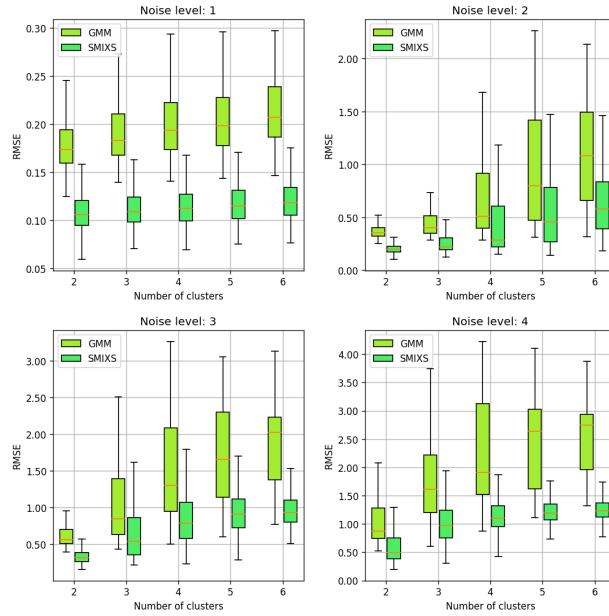 Noise level: 1
GMM
SMIXS
RMSE
0.30
0.25
0.20
0.15
0.10
0.05
2 3 4 5 6
Number of clusters
Noise level: 2
GMM
SMIXS
RMSE
2.00
1.50
1.00
0.50
0.00
2 3 4 5 6
Number of clusters
Noise level: 3
GMM
SMIXS
RMSE
3.00
2.50
2.00
1.50
1.00
0.50
2 3 4 5 6
Number of clusters
Noise level: 4
GMM
SMIXS
RMSE
4.00
3.50
3.00
2.50
2.00
1.50
1.00
0.50
0.00
2 3 4 5 6
Number of clusters